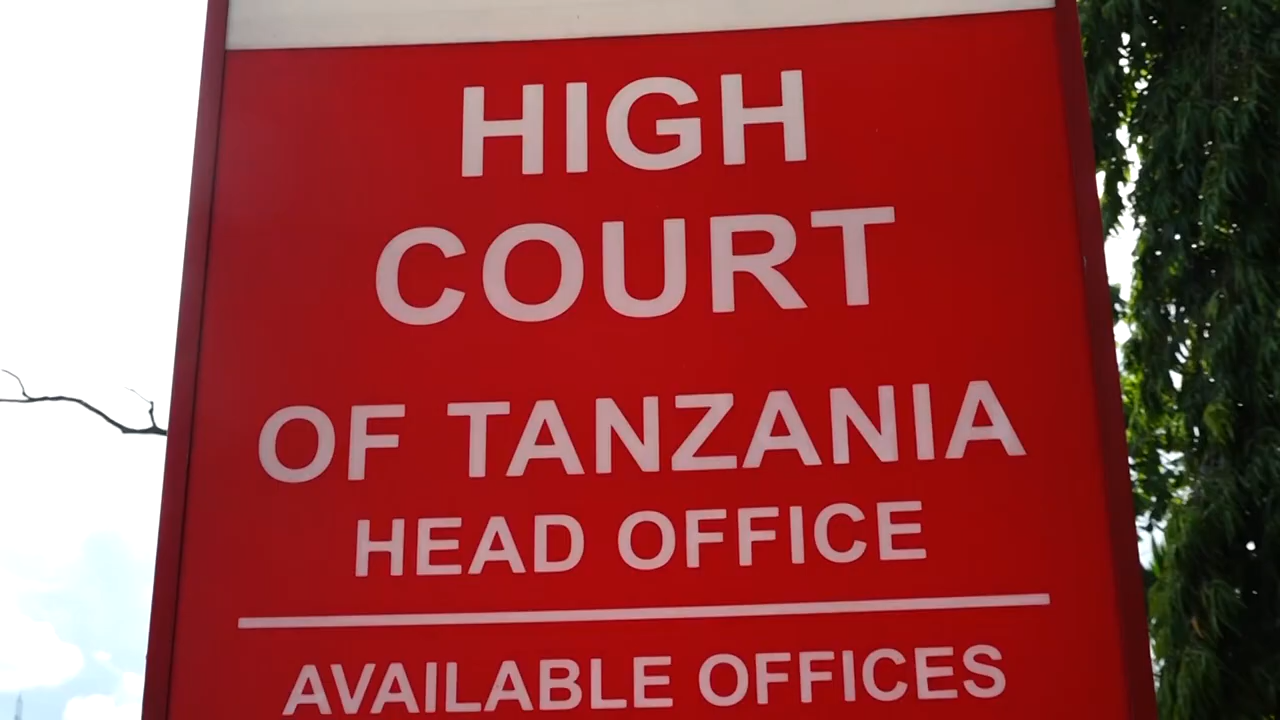 HIGH
COURT
OF TANZANIA
HEAD OFFICE
AVAILABLE OFFICES